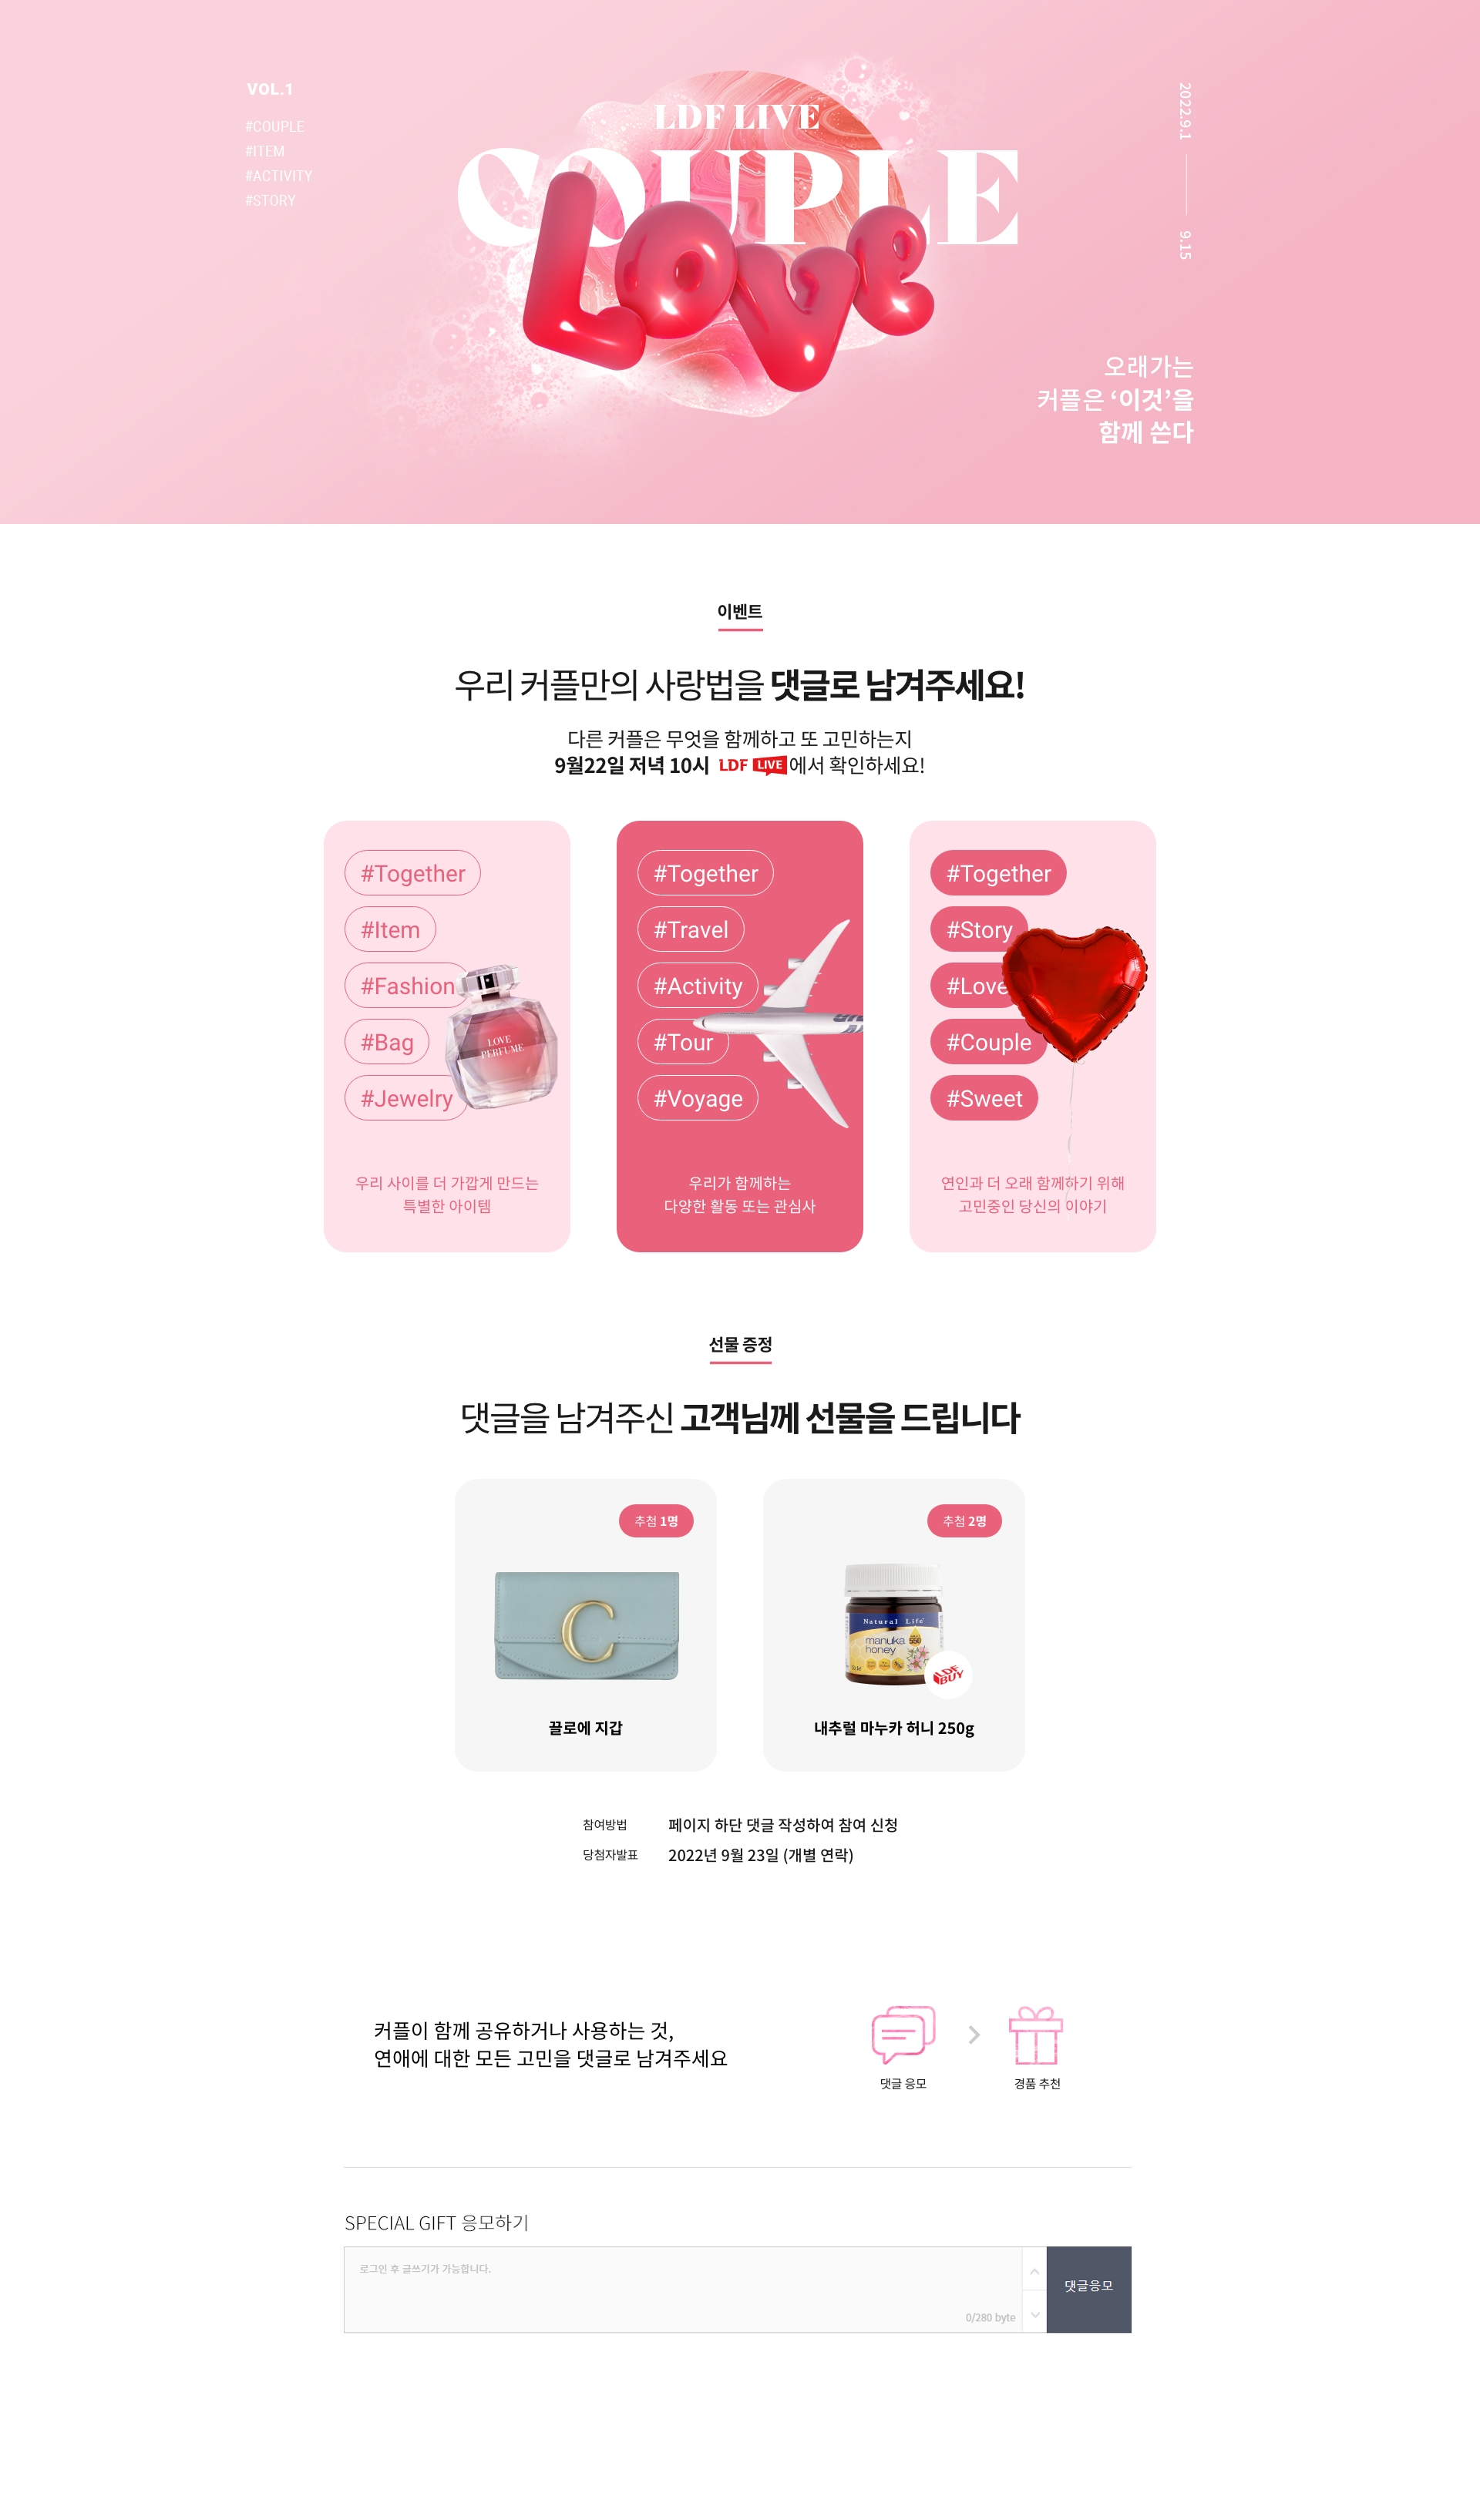 VOL.1
#COUPLE
#ITEM
#ACTIVITY
#STORY
LDF LIVE
COUPLE
Love
2022.9.1
9.15
오래가는
커플은 ‘이것’을
함께 쓴다
이벤트
우리 커플만의 사랑법을 댓글로 남겨주세요!
다른 커플은 무엇을 함께하고 또 고민하는지
9월22일 저녁 10시 LDF LIVE에서 확인하세요!
#Together
#Item
#Fashion
#Bag
#Jewelry
LOVE
PERFUME
우리 사이를 더 가깝게 만드는
특별한 아이템
#Together
#Travel
#Activity
#Tour
#Voyage
우리가 함께하는
다양한 활동 또는 관심사
#Together
#Story
#Love
#Couple
#Sweet
연인과 더 오래 함께하기 위해
고민중인 당신의 이야기
선물 증정
댓글을 남겨주신 고객님께 선물을 드립니다
추첨 1명
C
끌로에 지갑
추첨 2명
Natural Life
manuka
honey
550
LDF
BUY
내추럴 마누카 허니 250g
참여방법 페이지 하단 댓글 작성하여 참여 신청
당첨자발표 2022년 9월 23일 (개별 연락)
커플이 함께 공유하거나 사용하는 것,
연애에 대한 모든 고민을 댓글로 남겨주세요
댓글 응모
경품 추천
SPECIAL GIFT 응모하기
로그인 후 글쓰기가 가능합니다.
0/280 byte
댓글응모